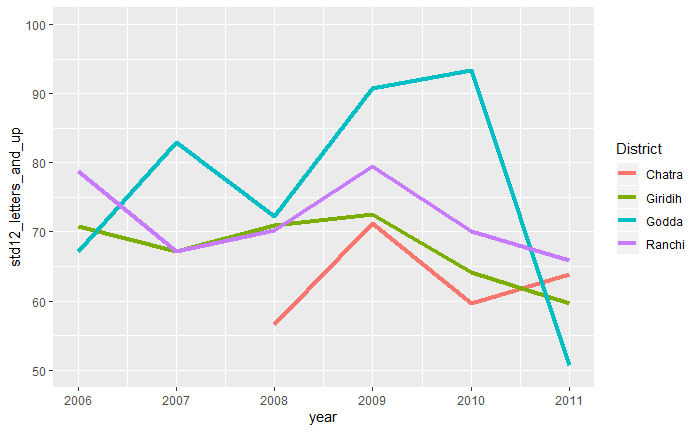 100
90
80
70
60
50
std12_letters_and_up
2006 2007 2008 2009 2010 2011
year
District
Chatra
Giridih
Godda
Ranchi